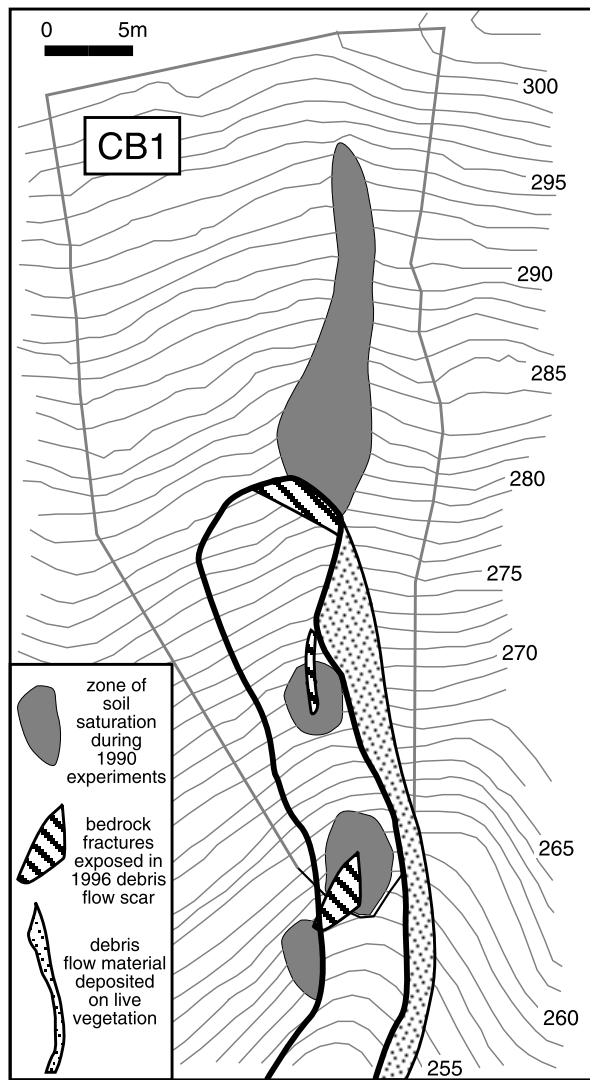 0 5m
CB1
300
295
290
285
280
275
270
265
260
255
zone of
soil
saturation
during
1990
experiments
bedrock
fractures
exposed in
1996 debris
flow scar
debris
flow material
deposited
on live
vegetation